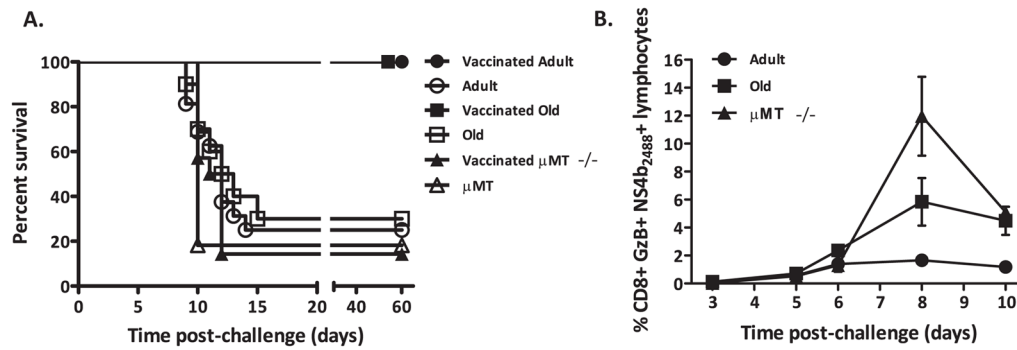 A.
Percent survival
100
80
60
40
20
0
0
5
10
15
20
40
60
Time post-challenge (days)
Vaccinated Adult
Adult
Vaccinated Old
Old
Vaccinated μMT -/-
μMT
B.
% CD8+ GzB+ NS4b2488+ lymphocytes
16
14
12
10
8
6
4
2
0
3
4
5
6
7
8
9
10
Time post-challenge (days)
Adult
Old
μMT -/-